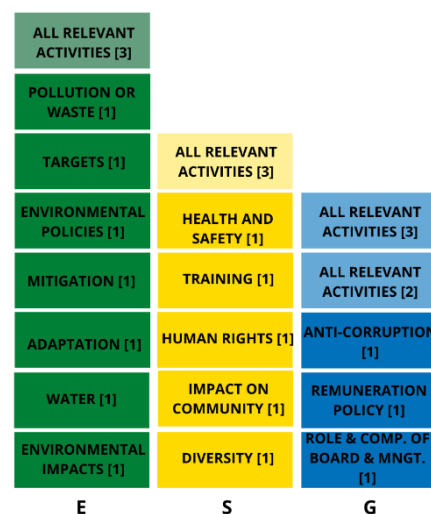 ALL RELEVANT
ACTIVITIES [3]
POLLUTION OR
WASTE [1]
TARGETS [1]
ENVIRONMENTAL
POLICIES [1]
MITIGATION [1]
ADAPTATION [1]
WATER [1]
ENVIRONMENTAL
IMPACTS [1]
E
ALL RELEVANT
ACTIVITIES [3]
HEALTH AND
SAFETY [1]
TRAINING [1]
HUMAN RIGHTS [1]
IMPACT ON
COMMUNITY [1]
DIVERSITY [1]
S
ALL RELEVANT
ACTIVITIES [3]
ALL RELEVANT
ACTIVITIES [2]
ANTI-CORRUPTION
[1]
REMUNERATION
POLICY [1]
ROLE & COMP. OF
BOARD & MNGT.
[1]
G